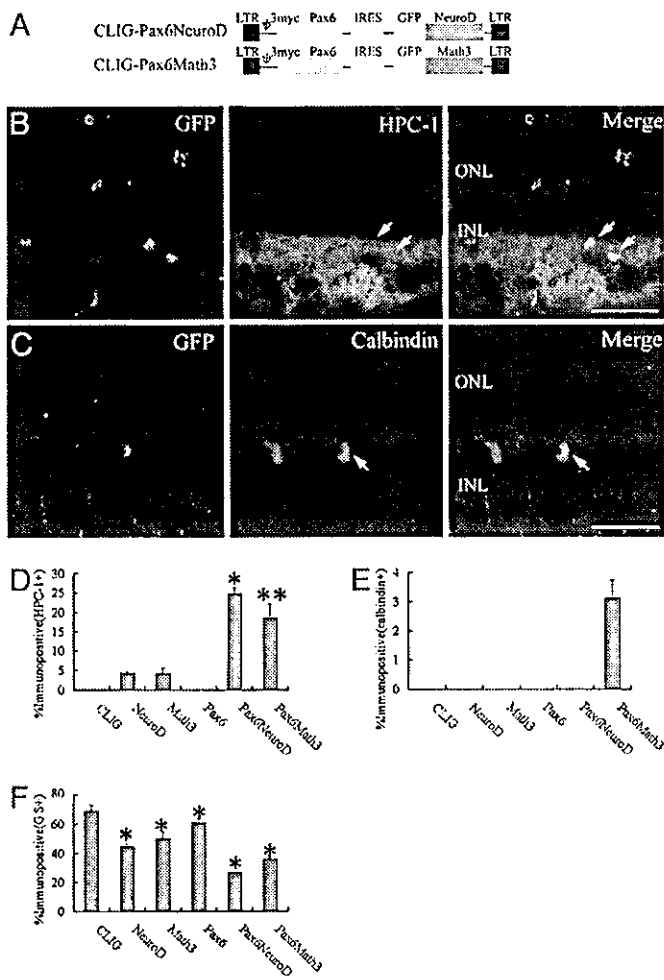 A
CLIG-Pax6NeuroD
LTR ψ 3myc Pax6 IRES GFP NeuroD LTR
CLIG-Pax6Math3
LTR ψ 3myc Pax6 IRES GFP Math3 LTR
B
GFP
HPC-1
Merge
ONL
INL
C
GFP
Calbindin
Merge
ONL
INL
D
%Immunopositive(HPC-1+)
30
25
20
15
10
5
0
*
**
CLIG
NeuroD
Math3
Pax6
Pax6NeuroD
Pax6Math3
E
%Immunopositive(calbindin+)
4
3
2
1
0
CLIG
NeuroD
Math3
Pax6
Pax6NeuroD
Pax6Math3
F
%Immunopositive(GS+)
80
60
40
20
0
*
*
*
*
*
CLIG
NeuroD
Math3
Pax6
Pax6NeuroD
Pax6Math3